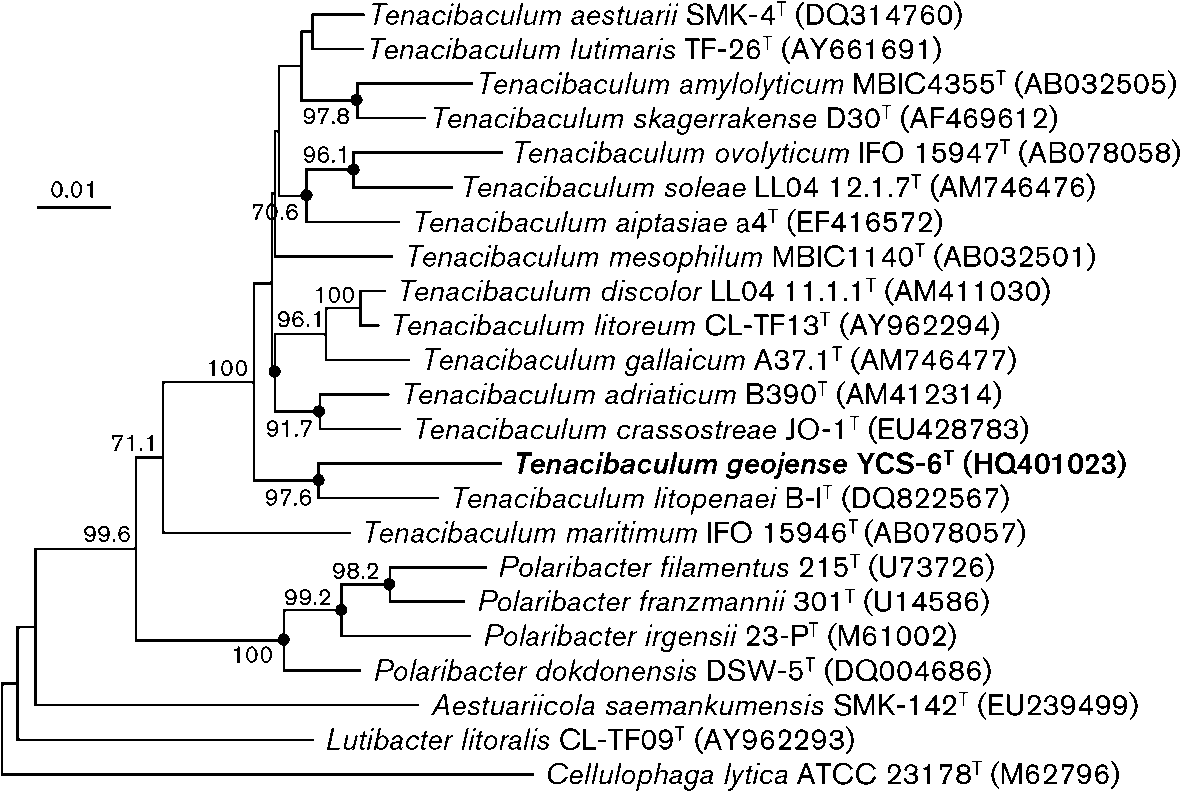 Tenacibaculum aestuarii SMK-4ᵀ (DQ314760)
Tenacibaculum lutimaris TF-26ᵀ (AY661691)
Tenacibaculum amylolyticum MBIC4355ᵀ (AB032505)
97.8
Tenacibaculum skagerrakense D30ᵀ (AF469612)
96.1
Tenacibaculum ovolyticum IFO 15947ᵀ (AB078058)
0.01
Tenacibaculum soleae LL04 12.1.7ᵀ (AM746476)
70.6
Tenacibaculum aiptasiae a4ᵀ (EF416572)
Tenacibaculum mesophilum MBIC1140ᵀ (AB032501)
100
Tenacibaculum discolor LL04 11.1.1ᵀ (AM411030)
96.1
Tenacibaculum litoreum CL-TF13ᵀ (AY962294)
Tenacibaculum gallaicum A37.1ᵀ (AM746477)
100
Tenacibaculum adriaticum B390ᵀ (AM412314)
91.7
Tenacibaculum crassostreae JO-1ᵀ (EU428783)
71.1
Tenacibaculum geojense YCS-6ᵀ (HQ401023)
97.6
Tenacibaculum litopenaei B-Iᵀ (DQ822567)
99.6
Tenacibaculum maritimum IFO 15946ᵀ (AB078057)
98.2
Polaribacter filamentus 215ᵀ (U73726)
99.2
Polaribacter franzmannii 301ᵀ (U14586)
Polaribacter irgensii 23-Pᵀ (M61002)
100
Polaribacter dokdonensis DSW-5ᵀ (DQ004686)
Aestuariicola saemankumensis SMK-142ᵀ (EU239499)
Lutibacter litoralis CL-TF09ᵀ (AY962293)
Cellulophaga lytica ATCC 23178ᵀ (M62796)